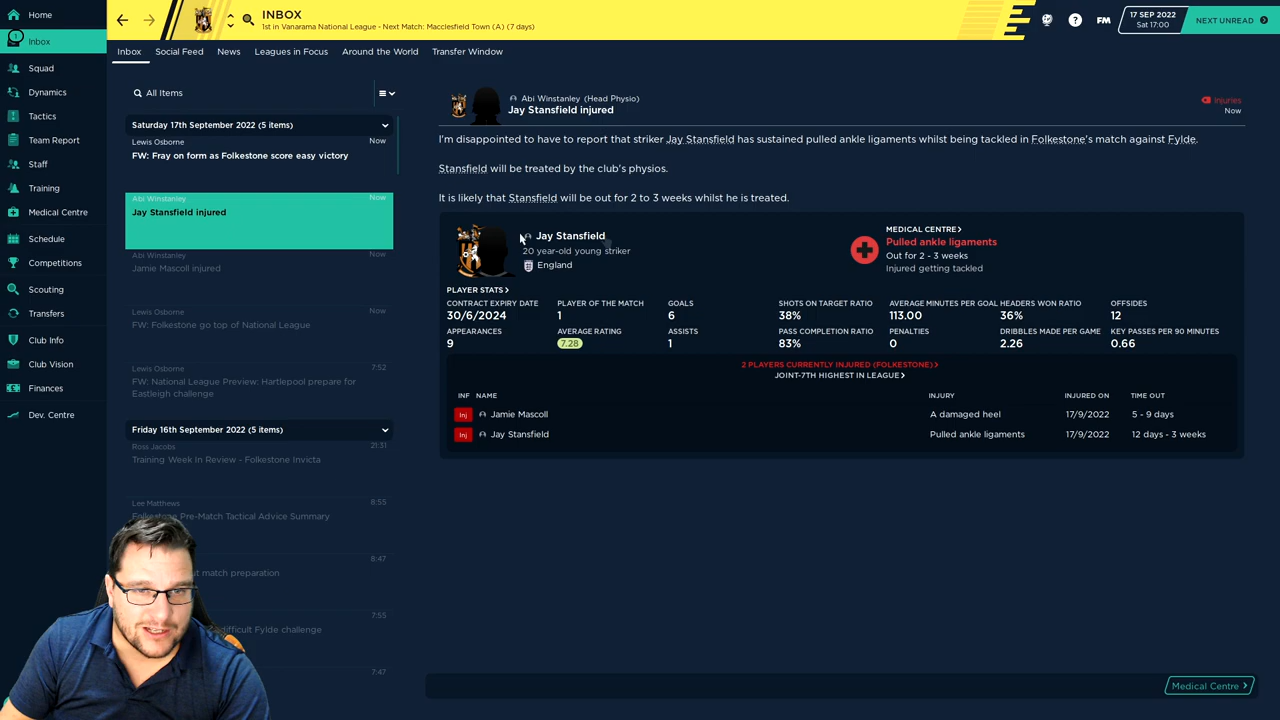 Home
Inbox
Squad
Dynamics
Tactics
Team Report
Staff
Training
Medical Centre
Schedule
Competitions
Scouting
Transfers
Club Info
Club Vision
Finances
Dev. Centre
INBOX
1st in Vanarama National League - Next Match: Macclesfield Town (A) (7 days)
FM
17 SEP 2022
Sat 17:00
NEXT UNREAD
Inbox
Social Feed
News
Leagues in Focus
Around the World
Transfer Window
All Items
Saturday 17th September 2022 (5 items)
Lewis Osborne Now
FW: Fray on form as Folkestone score easy victory
Abi Winstanley Now
Jay Stansfield injured
Abi Winstanley Now
Jamie Mascoll injured
Lewis Osborne Now
FW: Folkestone go top of National League
Lewis Osborne 7:52
FW: National League Preview: Hartlepool prepare for
Eastleigh challenge
Friday 16th September 2022 (5 items)
Ross Jacobs 21:31
Training Week In Review - Folkestone Invicta
Lee Matthews 8:55
Folkestone Pre-Match Tactical Advice Summary
8:47
match preparation
7:55
difficult Fylde challenge
7:47
Abi Winstanley (Head Physio)
Jay Stansfield injured
Injuries
Now
I'm disappointed to have to report that striker Jay Stansfield has sustained pulled ankle ligaments whilst being tackled in Folkestone's match against Fylde.
Stansfield will be treated by the club's physios.
It is likely that Stansfield will be out for 2 to 3 weeks whilst he is treated.
Jay Stansfield
20 year-old young striker
England
MEDICAL CENTRE
Pulled ankle ligaments
Out for 2 - 3 weeks
Injured getting tackled
PLAYER STATS
CONTRACT EXPIRY DATE PLAYER OF THE MATCH GOALS SHOTS ON TARGET RATIO AVERAGE MINUTES PER GOAL HEADERS WON RATIO OFFSIDES
30/6/2024 1 6 38% 113.00 36% 12
APPEARANCES AVERAGE RATING ASSISTS PASS COMPLETION RATIO PENALTIES DRIBBLES MADE PER GAME KEY PASSES PER 90 MINUTES
9 7.28 1 83% 0 2.26 0.66
2 PLAYERS CURRENTLY INJURED (FOLKESTONE)
JOINT-7TH HIGHEST IN LEAGUE
INF NAME INJURY INJURED ON TIME OUT
Inj Jamie Mascoll A damaged heel 17/9/2022 5 - 9 days
Inj Jay Stansfield Pulled ankle ligaments 17/9/2022 12 days - 3 weeks
Medical Centre